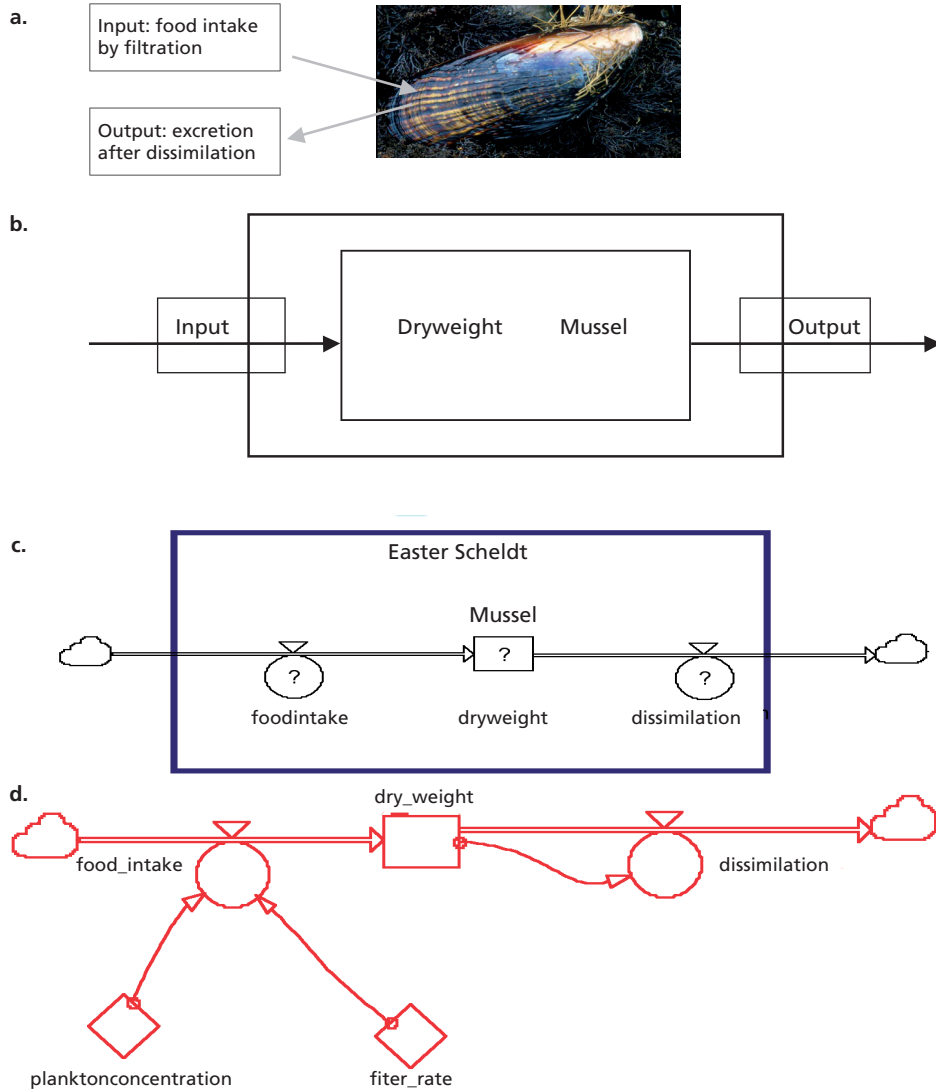 a.
Input: food intake
by filtration
Output: excretion
after dissimilation
b.
Input
Dryweight Mussel
Output
c.
Easter Scheldt
Mussel
?
?
?
foodintake
dryweight
dissimilation
n
d.
dry_weight
food_intake
dissimilation
planktonconcentration
fiter_rate